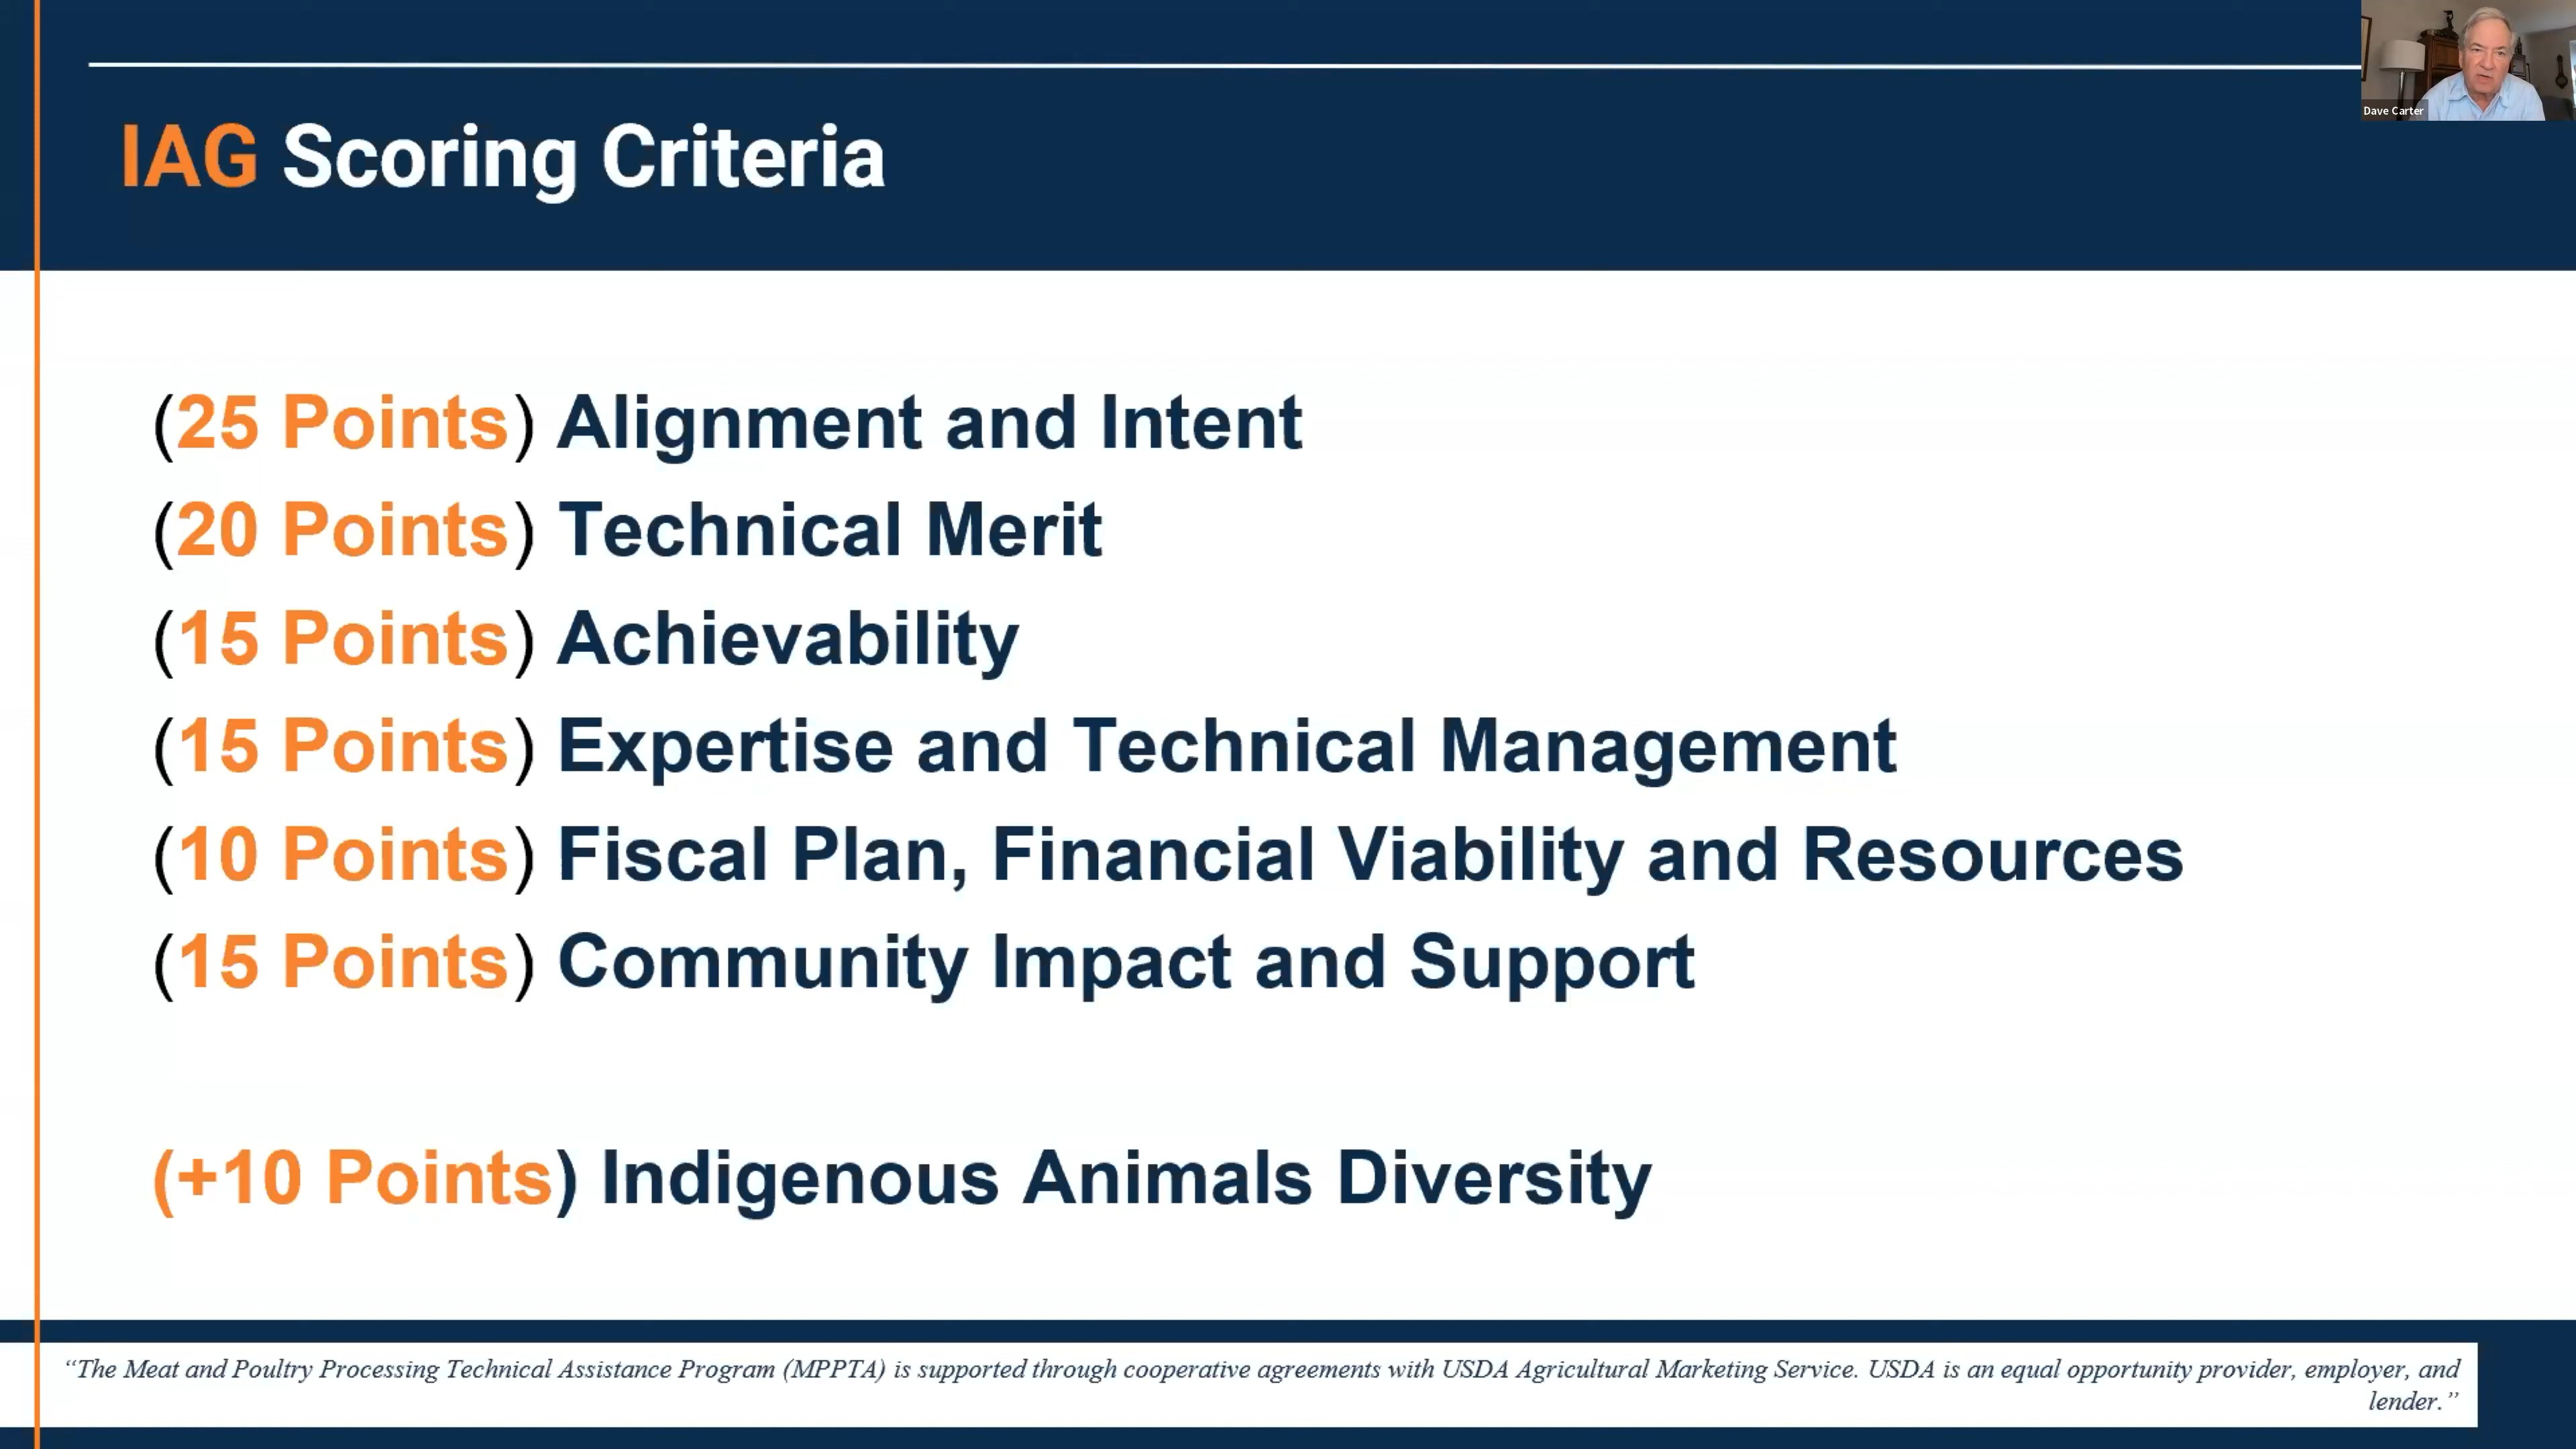 Dave Carter
IAG Scoring Criteria
(25 Points) Alignment and Intent
(20 Points) Technical Merit
(15 Points) Achievability
(15 Points) Expertise and Technical Management
(10 Points) Fiscal Plan, Financial Viability and Resources
(15 Points) Community Impact and Support
(+10 Points) Indigenous Animals Diversity
“The Meat and Poultry Processing Technical Assistance Program (MPPTA) is supported through cooperative agreements with USDA Agricultural Marketing Service. USDA is an equal opportunity provider, employer, and
lender.”